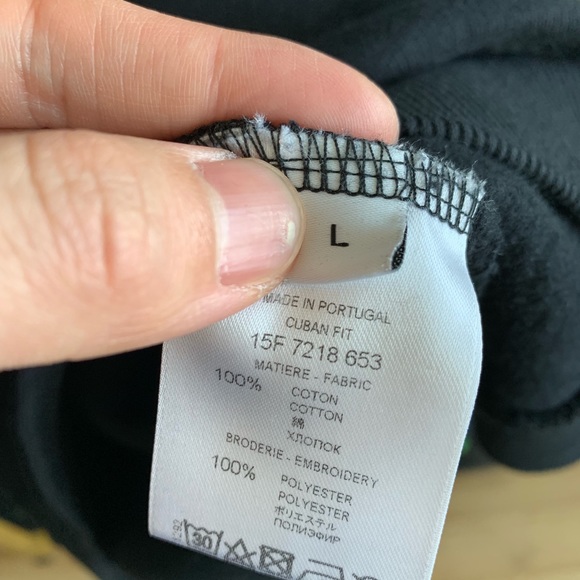 L
MADE IN PORTUGAL
CUBAN FIT
15F 7218 653
MATIERE - FABRIC
100% COTON
COTTON
綿
ХЛОПОК
BRODERIE - EMBROIDERY
100% POLYESTER
POLYESTER
ポリエステル
ПОЛИЭФИР
30